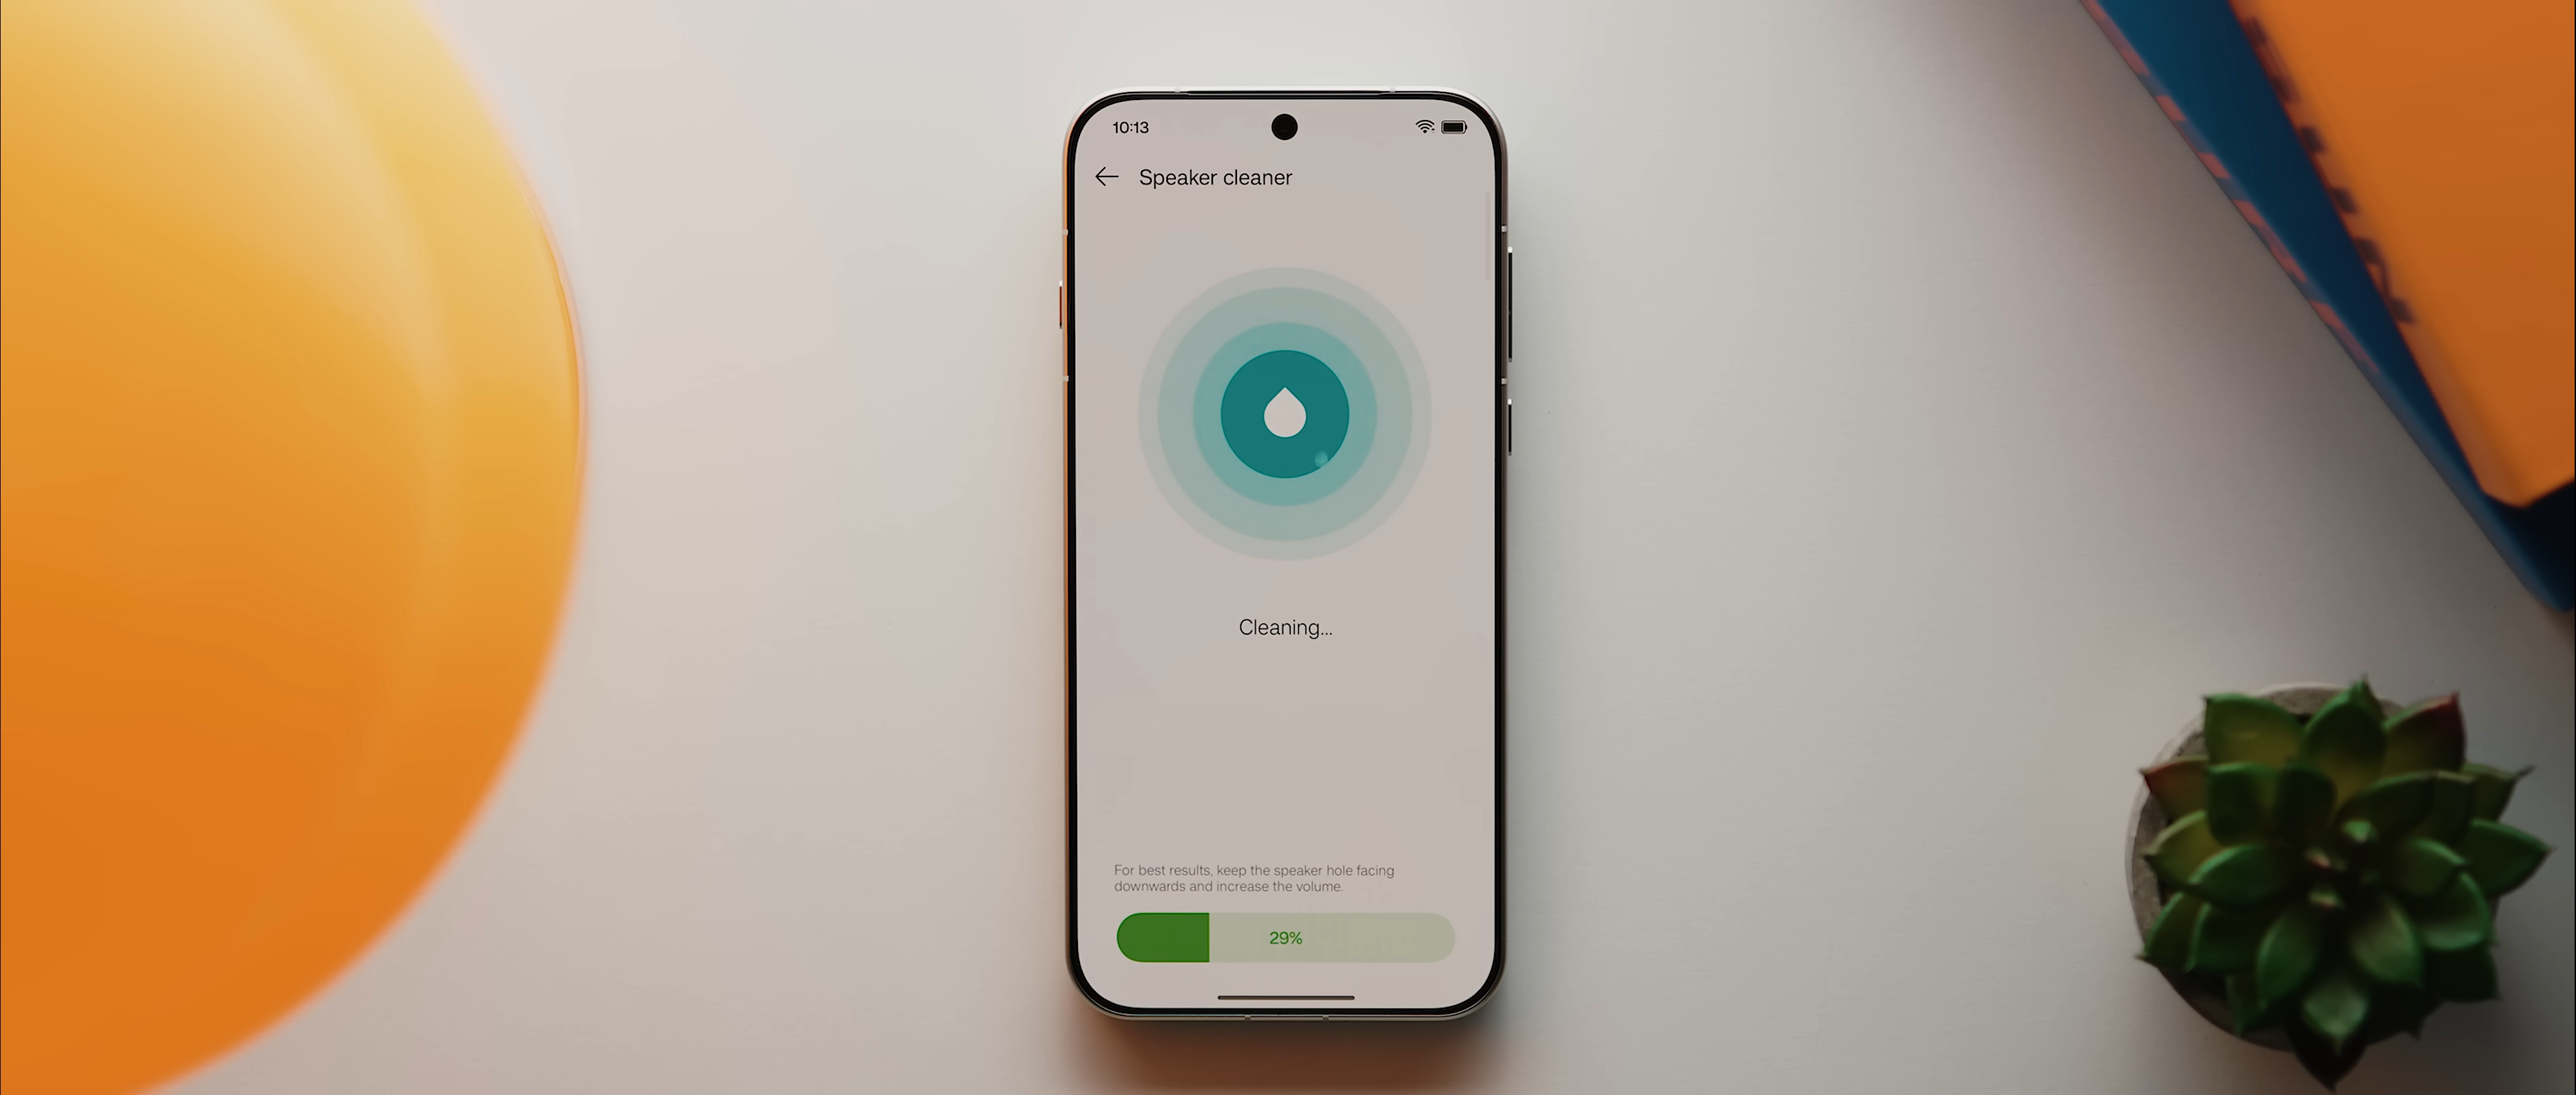 10:13
Speaker cleaner
Cleaning...
For best results, keep the speaker hole facing
downwards and increase the volume.
29%